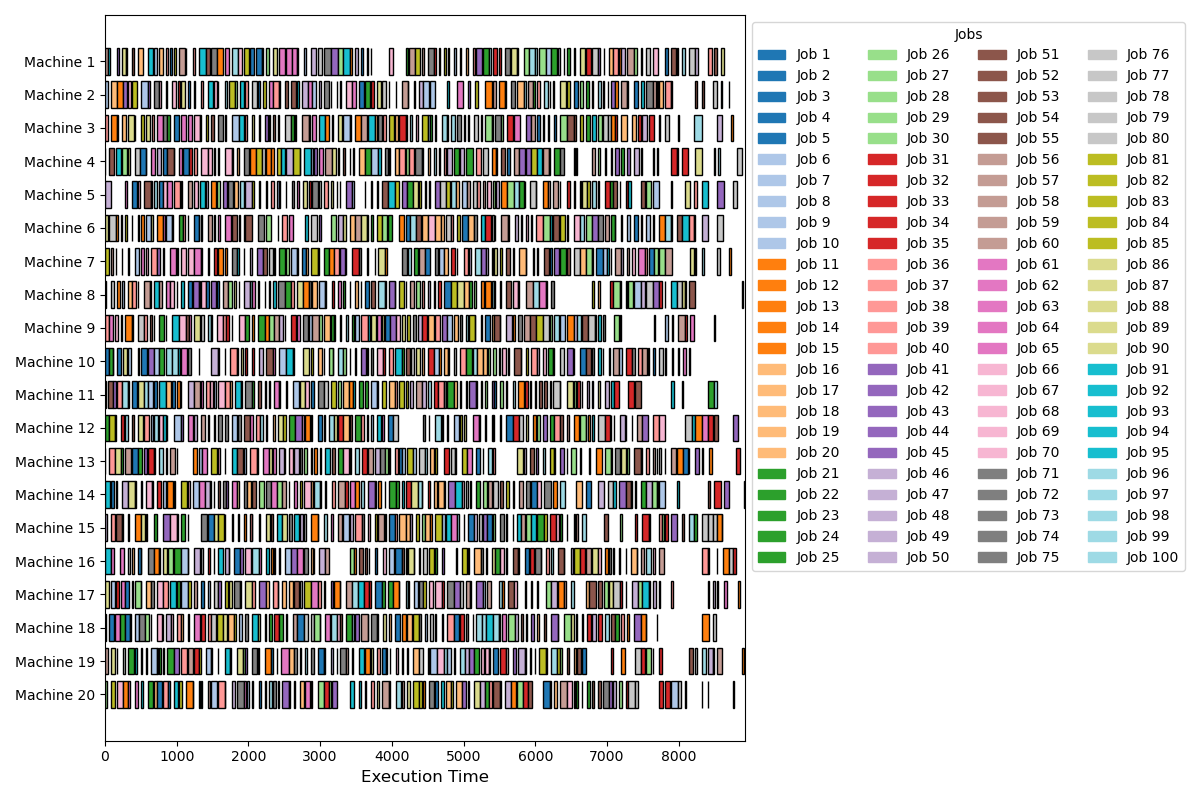 Jobs
Job 1 Job 26 Job 51 Job 76
Job 2 Job 27 Job 52 Job 77
Job 3 Job 28 Job 53 Job 78
Job 4 Job 29 Job 54 Job 79
Job 5 Job 30 Job 55 Job 80
Job 6 Job 31 Job 56 Job 81
Job 7 Job 32 Job 57 Job 82
Job 8 Job 33 Job 58 Job 83
Job 9 Job 34 Job 59 Job 84
Job 10 Job 35 Job 60 Job 85
Job 11 Job 36 Job 61 Job 86
Job 12 Job 37 Job 62 Job 87
Job 13 Job 38 Job 63 Job 88
Job 14 Job 39 Job 64 Job 89
Job 15 Job 40 Job 65 Job 90
Job 16 Job 41 Job 66 Job 91
Job 17 Job 42 Job 67 Job 92
Job 18 Job 43 Job 68 Job 93
Job 19 Job 44 Job 69 Job 94
Job 20 Job 45 Job 70 Job 95
Job 21 Job 46 Job 71 Job 96
Job 22 Job 47 Job 72 Job 97
Job 23 Job 48 Job 73 Job 98
Job 24 Job 49 Job 74 Job 99
Job 25 Job 50 Job 75 Job 100
Machine 1
Machine 2
Machine 3
Machine 4
Machine 5
Machine 6
Machine 7
Machine 8
Machine 9
Machine 10
Machine 11
Machine 12
Machine 13
Machine 14
Machine 15
Machine 16
Machine 17
Machine 18
Machine 19
Machine 20
0 1000 2000 3000 4000 5000 6000 7000 8000
Execution Time